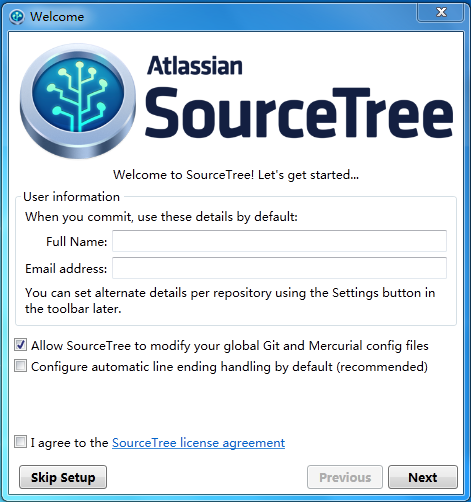 Welcome
Atlassian
SourceTree
Welcome to SourceTree! Let's get started...
User information
When you commit, use these details by default:
Full Name:
Email address:
You can set alternate details per repository using the Settings button in
the toolbar later.
Allow SourceTree to modify your global Git and Mercurial config files
Configure automatic line ending handling by default (recommended)
I agree to the SourceTree license agreement
Skip Setup Previous Next